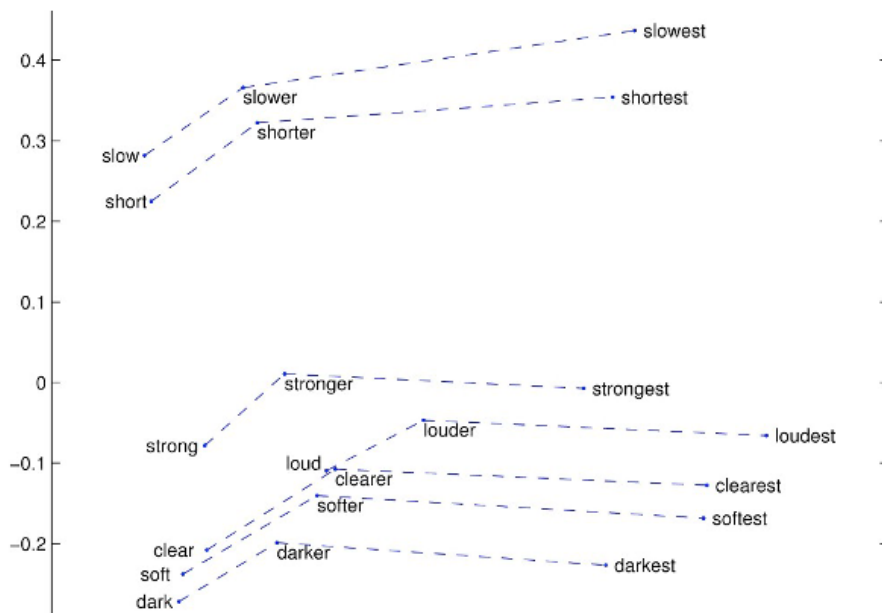 slowest
0.4
slower
shortest
0.3
shorter
slow
short
0.2
0.1
0
stronger
strongest
strong
louder
loudest
−0.1
loud
clearer
clearest
softer
softest
−0.2
clear
darker
soft
darkest
dark